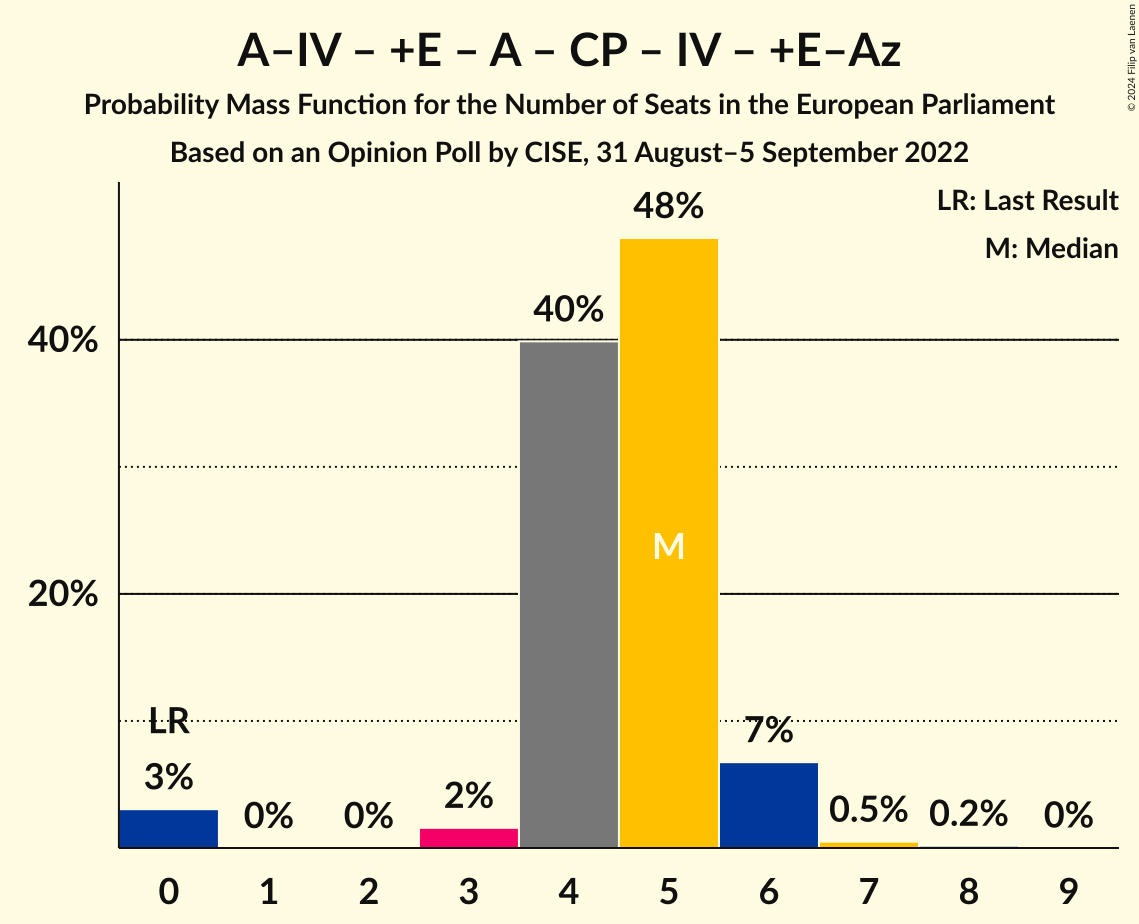 A–IV – +E – A – CP – IV – +E–Az
Probability Mass Function for the Number of Seats in the European Parliament
Based on an Opinion Poll by CISE, 31 August–5 September 2022
© 2024 Filip van Laenen
LR: Last Result
M: Median
48%
40%
40%
M
20%
LR
7%
3%
0%
0%
2%
0.5%
0.2%
0%
0 1 2 3 4 5 6 7 8 9